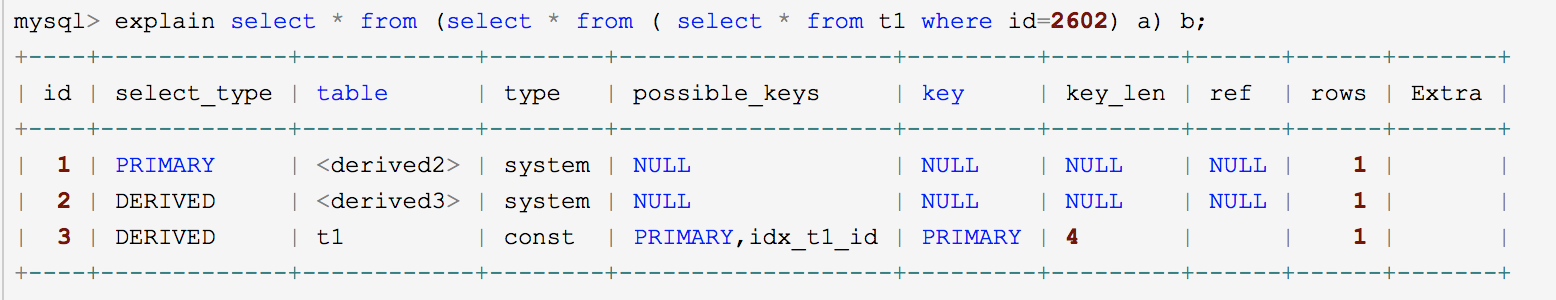 mysql> explain select * from (select * from ( select * from t1 where id=2602) a) b;
+----+-------------+------------+--------+-------------------+---------+---------+------+------+-------+
| id | select_type | table      | type   | possible_keys     | key     | key_len | ref  | rows | Extra |
+----+-------------+------------+--------+-------------------+---------+---------+------+------+-------+
|  1 | PRIMARY     | <derived2> | system | NULL              | NULL    | NULL    | NULL |    1 |       |
|  2 | DERIVED     | <derived3> | system | NULL              | NULL    | NULL    | NULL |    1 |       |
|  3 | DERIVED     | t1         | const  | PRIMARY,idx_t1_id | PRIMARY | 4       |      |    1 |       |
+----+-------------+------------+--------+-------------------+---------+---------+------+------+-------+